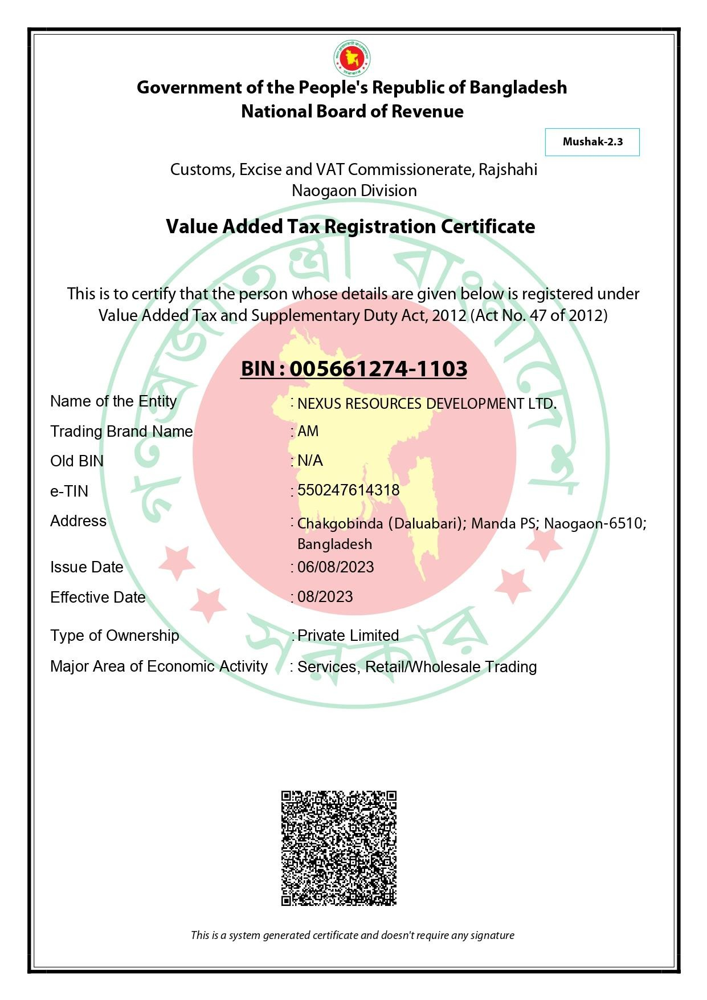 Government of the People's Republic of Bangladesh
National Board of Revenue
Mushak-2.3
Customs, Excise and VAT Commissionerate, Rajshahi
Naogaon Division
Value Added Tax Registration Certificate
This is to certify that the person whose details are given below is registered under
Value Added Tax and Supplementary Duty Act, 2012 (Act No. 47 of 2012)
BIN : 005661274-1103
Name of the Entity : NEXUS RESOURCES DEVELOPMENT LTD.
Trading Brand Name : AM
Old BIN : N/A
e-TIN : 550247614318
Address : Chakgobinda (Daluabari); Manda PS; Naogaon-6510;
Bangladesh
Issue Date : 06/08/2023
Effective Date : 08/2023
Type of Ownership : Private Limited
Major Area of Economic Activity : Services, Retail/Wholesale Trading
গণপ্রজাতন্ত্রী বাংলাদেশ
সরকার
This is a system generated certificate and doesn't require any signature